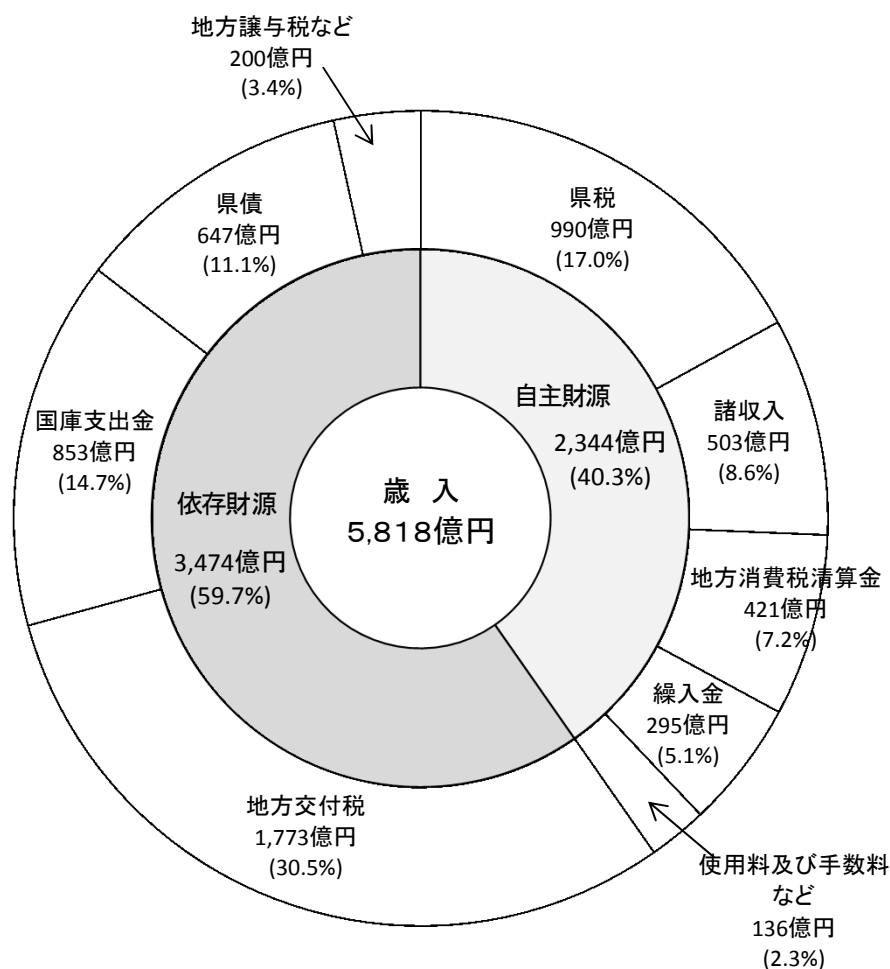 地方譲与税など
200億円
(3.4%)
県債
647億円
(11.1%)
県税
990億円
(17.0%)
国庫支出金
853億円
(14.7%)
自主財源
2,344億円
(40.3%)
諸収入
503億円
(8.6%)
依存財源
3,474億円
(59.7%)
歳 入
5,818億円
地方消費税清算金
421億円
(7.2%)
繰入金
295億円
(5.1%)
地方交付税
1,773億円
(30.5%)
使用料及び手数料
など
136億円
(2.3%)